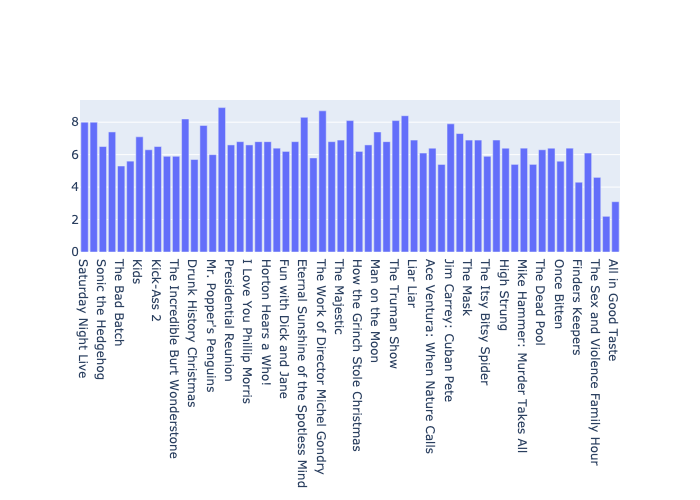 8
6
4
2
0
Saturday Night Live
Sonic the Hedgehog
The Bad Batch
Kids
Kick-Ass 2
The Incredible Burt Wonderstone
Drunk History Christmas
Mr. Popper's Penguins
Presidential Reunion
I Love You Phillip Morris
Horton Hears a Who!
Fun with Dick and Jane
Eternal Sunshine of the Spotless Mind
The Work of Director Michel Gondry
The Majestic
How the Grinch Stole Christmas
Man on the Moon
The Truman Show
Liar Liar
Ace Ventura: When Nature Calls
Jim Carrey: Cuban Pete
The Mask
The Itsy Bitsy Spider
High Strung
Mike Hammer: Murder Takes All
The Dead Pool
Once Bitten
Finders Keepers
The Sex and Violence Family Hour
All in Good Taste